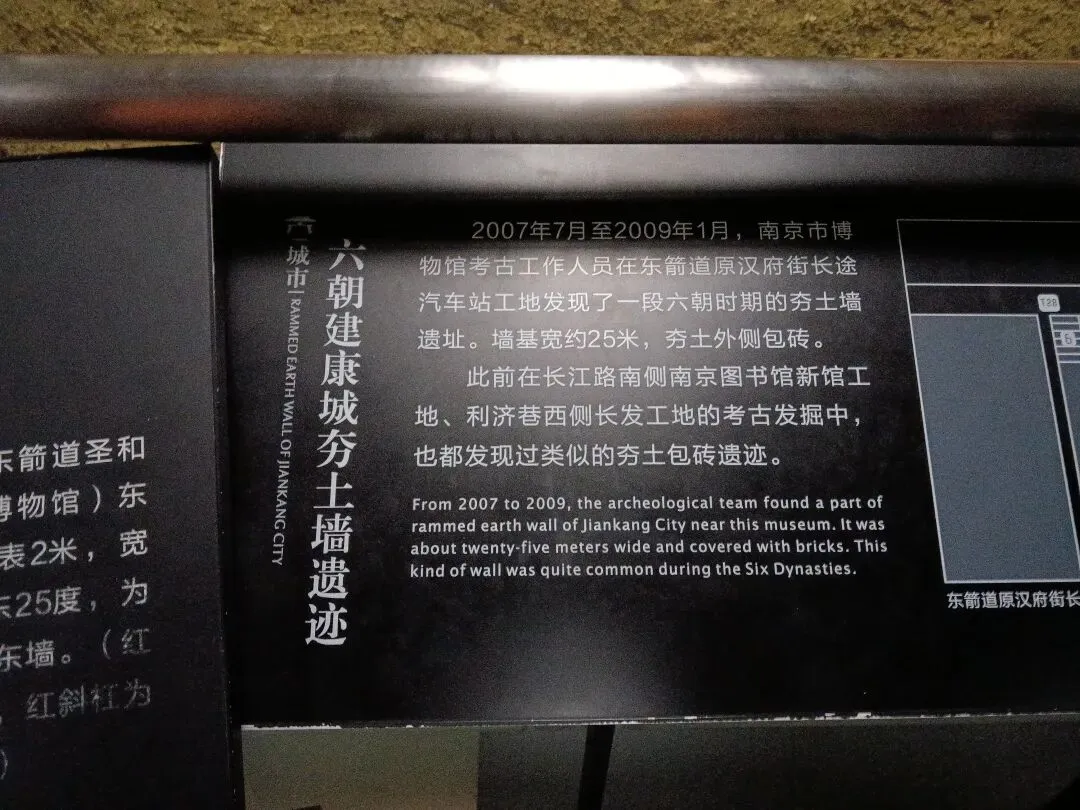 东箭道圣和
博物馆）东
表2米，宽
东25度，为
东墙。（红
，红斜杠为
）
城市
RAMMED EARTH WALL OF JIANKANG CITY
六朝建康城夯土墙遗迹
2007年7月至2009年1月，南京市博
物馆考古工作人员在东箭道原汉府街长途
汽车站工地发现了一段六朝时期的夯土墙
遗址。墙基宽约25米，夯土外侧包砖。
此前在长江路南侧南京图书馆新馆工
地、利济巷西侧长发工地的考古发掘中，
也都发现过类似的夯土包砖遗迹。
From 2007 to 2009, the archeological team found a part of
rammed earth wall of Jiankang City near this museum. It was
about twenty-five meters wide and covered with bricks. This
kind of wall was quite common during the Six Dynasties.
6
东箭道原汉府街长